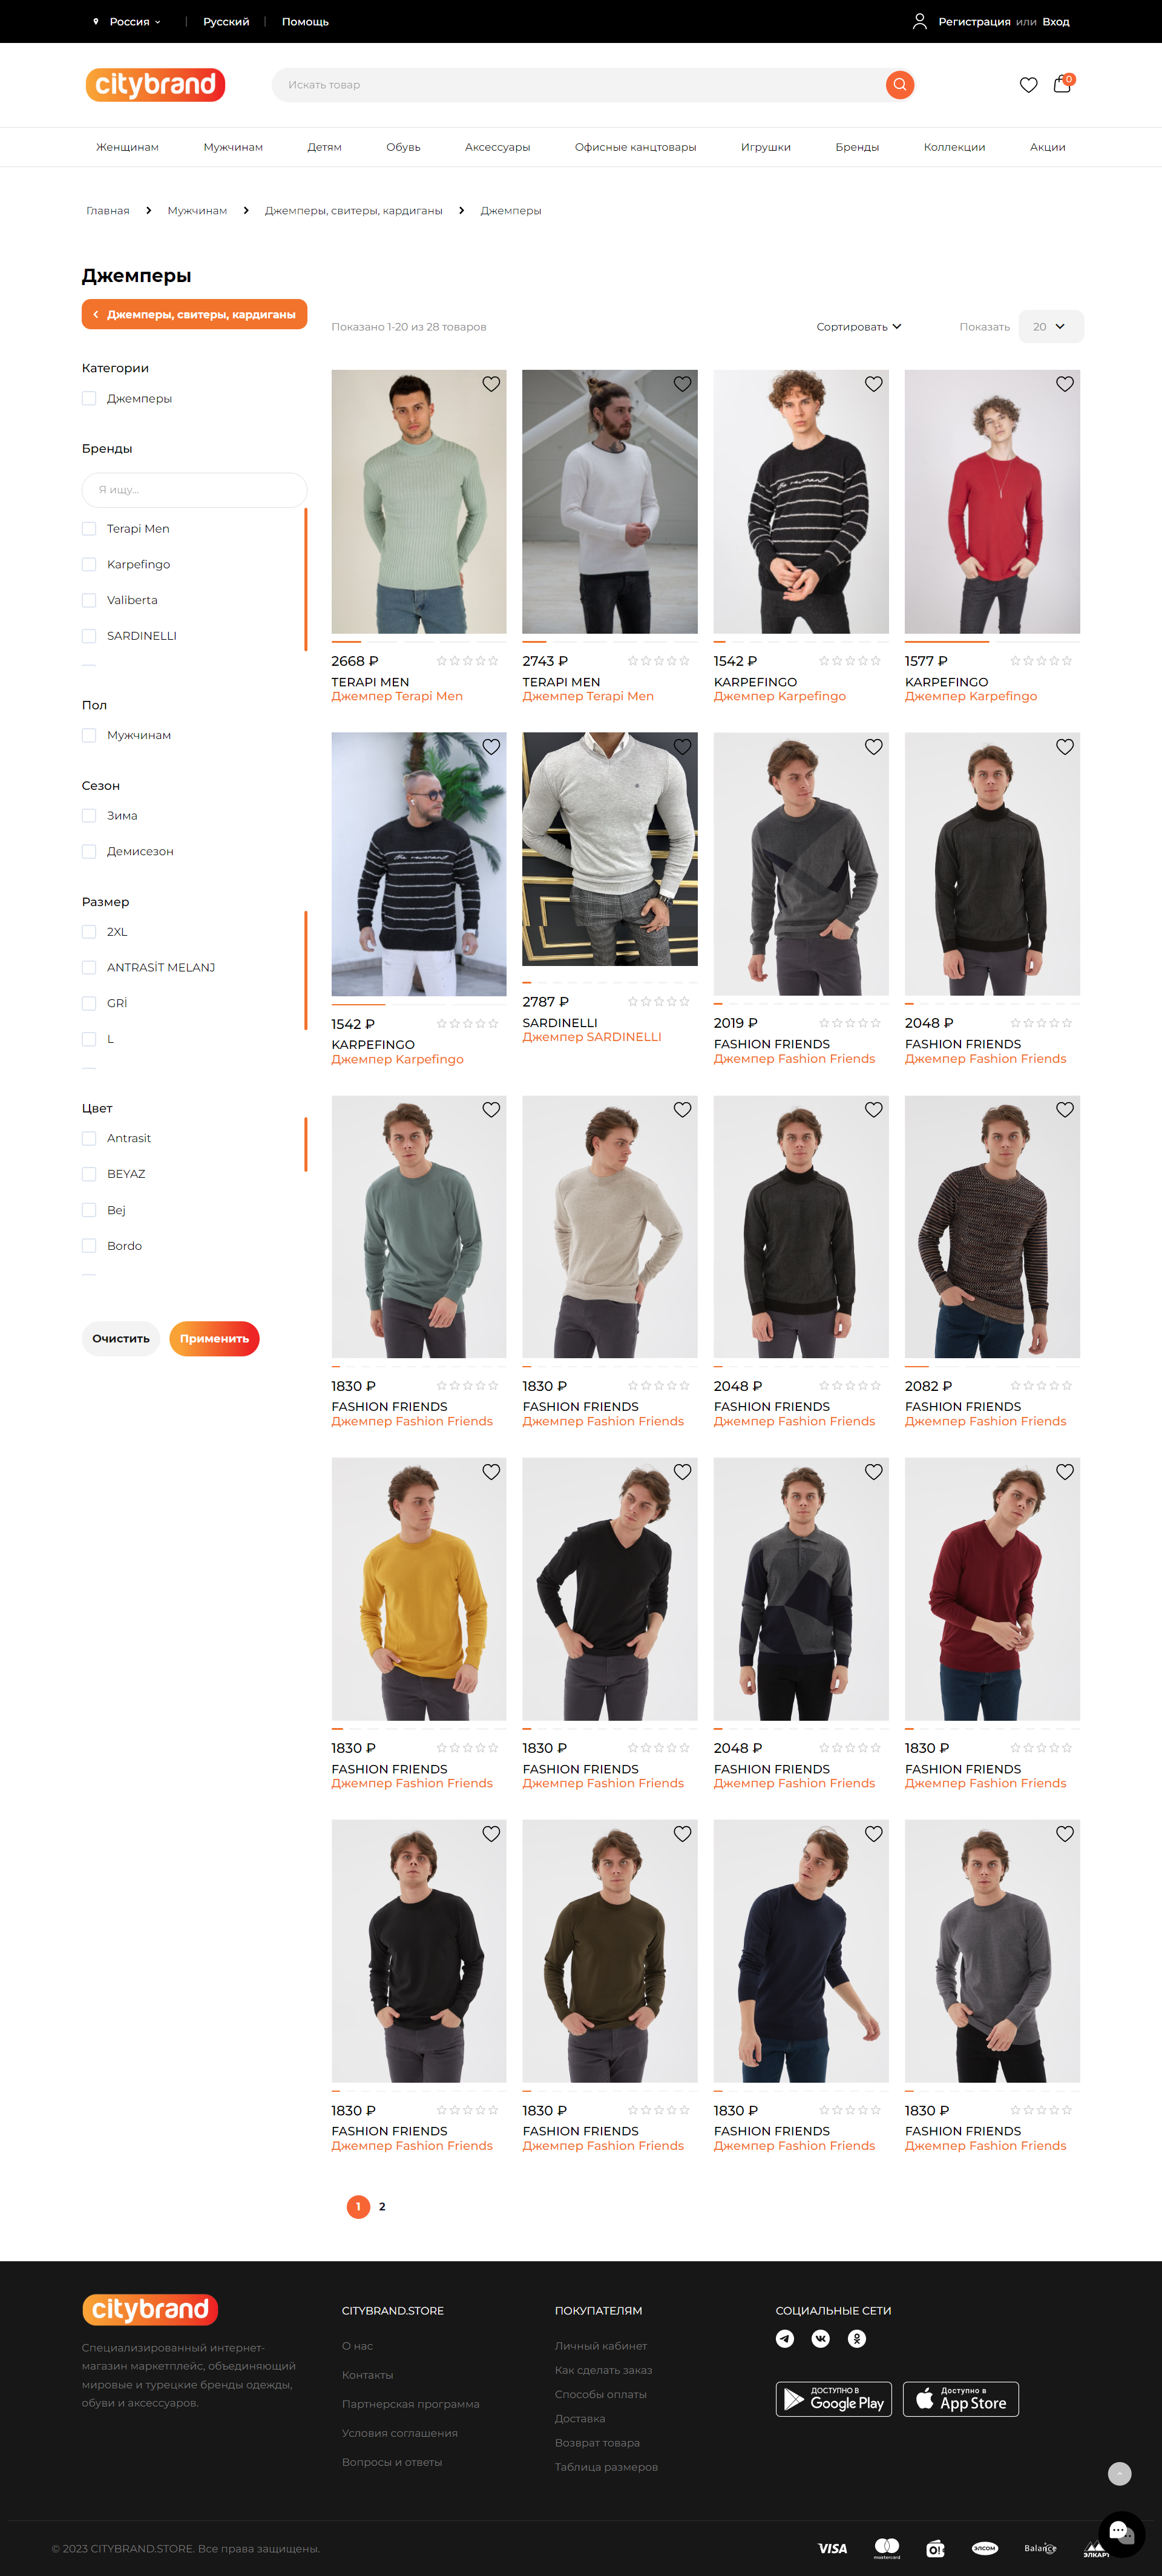 Россия
Русский
Помощь
Регистрация или Вход
citybrand
Искать товар
0
Женщинам
Мужчинам
Детям
Обувь
Аксессуары
Офисные канцтовары
Игрушки
Бренды
Коллекции
Акции
Главная
Мужчинам
Джемперы, свитеры, кардиганы
Джемперы
Джемперы
Джемперы, свитеры, кардиганы
Показано 1-20 из 28 товаров
Сортировать
Показать
20
Категории
Джемперы
Бренды
Я ищу...
Terapi Men
Karpefingo
Valiberta
SARDINELLI
Пол
Мужчинам
Сезон
Зима
Демисезон
Размер
2XL
ANTRASİT MELANJ
GRİ
L
Цвет
Antrasit
BEYAZ
Bej
Bordo
Очистить
Применить
2668 ₽
TERAPI MEN
Джемпер Terapi Men
2743 ₽
TERAPI MEN
Джемпер Terapi Men
1542 ₽
KARPEFINGO
Джемпер Karpefingo
1577 ₽
KARPEFINGO
Джемпер Karpefingo
1542 ₽
KARPEFINGO
Джемпер Karpefingo
2787 ₽
SARDINELLI
Джемпер SARDINELLI
2019 ₽
FASHION FRIENDS
Джемпер Fashion Friends
2048 ₽
FASHION FRIENDS
Джемпер Fashion Friends
1830 ₽
FASHION FRIENDS
Джемпер Fashion Friends
1830 ₽
FASHION FRIENDS
Джемпер Fashion Friends
2048 ₽
FASHION FRIENDS
Джемпер Fashion Friends
2082 ₽
FASHION FRIENDS
Джемпер Fashion Friends
1830 ₽
FASHION FRIENDS
Джемпер Fashion Friends
1830 ₽
FASHION FRIENDS
Джемпер Fashion Friends
2048 ₽
FASHION FRIENDS
Джемпер Fashion Friends
1830 ₽
FASHION FRIENDS
Джемпер Fashion Friends
1830 ₽
FASHION FRIENDS
Джемпер Fashion Friends
1830 ₽
FASHION FRIENDS
Джемпер Fashion Friends
1830 ₽
FASHION FRIENDS
Джемпер Fashion Friends
1830 ₽
FASHION FRIENDS
Джемпер Fashion Friends
1
2
citybrand
Специализированный интернет-
магазин маркетплейс, объединяющий
мировые и турецкие бренды одежды,
обуви и аксессуаров.
CITYBRAND.STORE
О нас
Контакты
Партнерская программа
Условия соглашения
Вопросы и ответы
ПОКУПАТЕЛЯМ
Личный кабинет
Как сделать заказ
Способы оплаты
Доставка
Возврат товара
Таблица размеров
СОЦИАЛЬНЫЕ СЕТИ
ДОСТУПНО В
Google Play
Доступно в
App Store
© 2023 CITYBRAND.STORE. Все права защищены.
VISA
mastercard
О!
ЭЛСОМ
Balance
ЭЛКАРТ